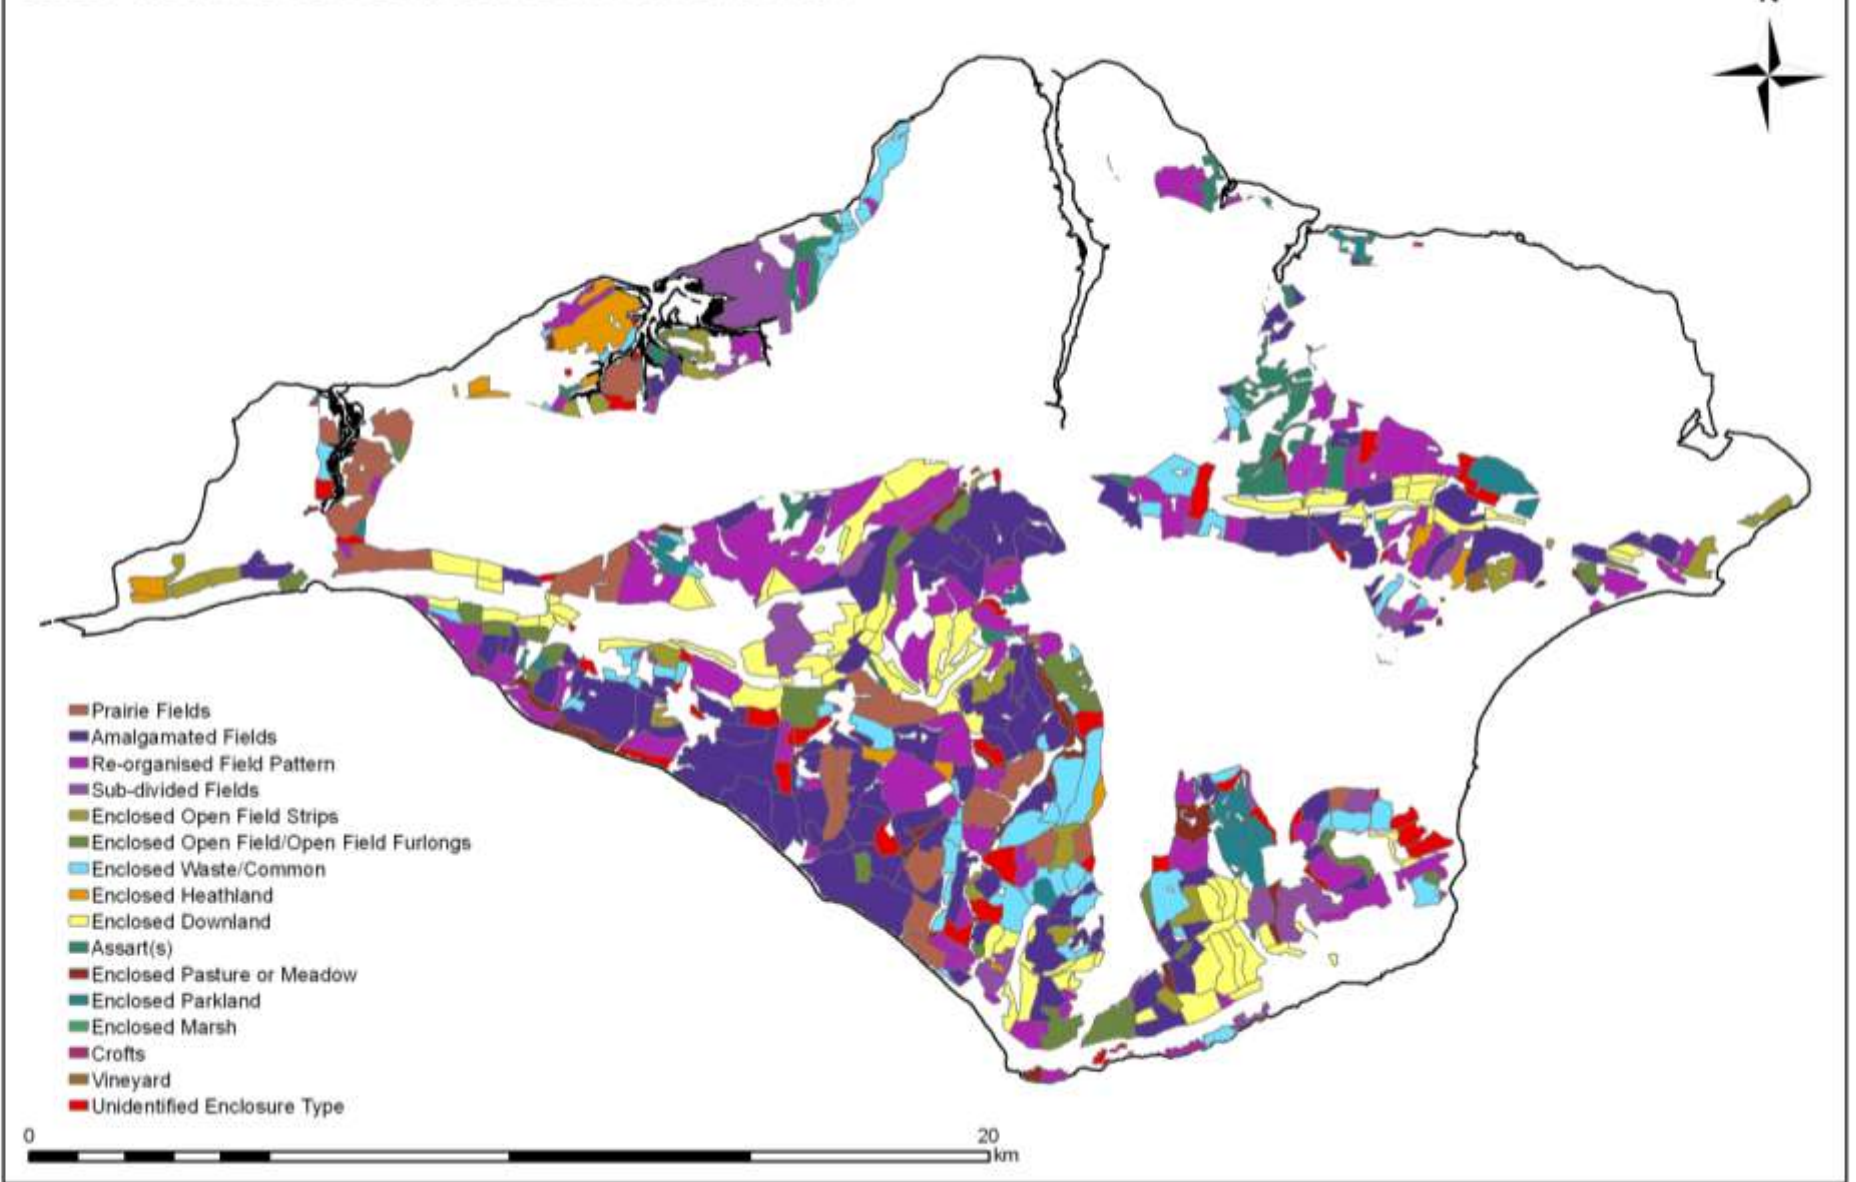 Prairie Fields
Amalgamated Fields
Re-organised Field Pattern
Sub-divided Fields
Enclosed Open Field Strips
Enclosed Open Field/Open Field Furlongs
Enclosed Waste/Common
Enclosed Heathland
Enclosed Downland
Assart(s)
Enclosed Pasture or Meadow
Enclosed Parkland
Enclosed Marsh
Crofts
Vineyard
Unidentified Enclosure Type
0 20
km